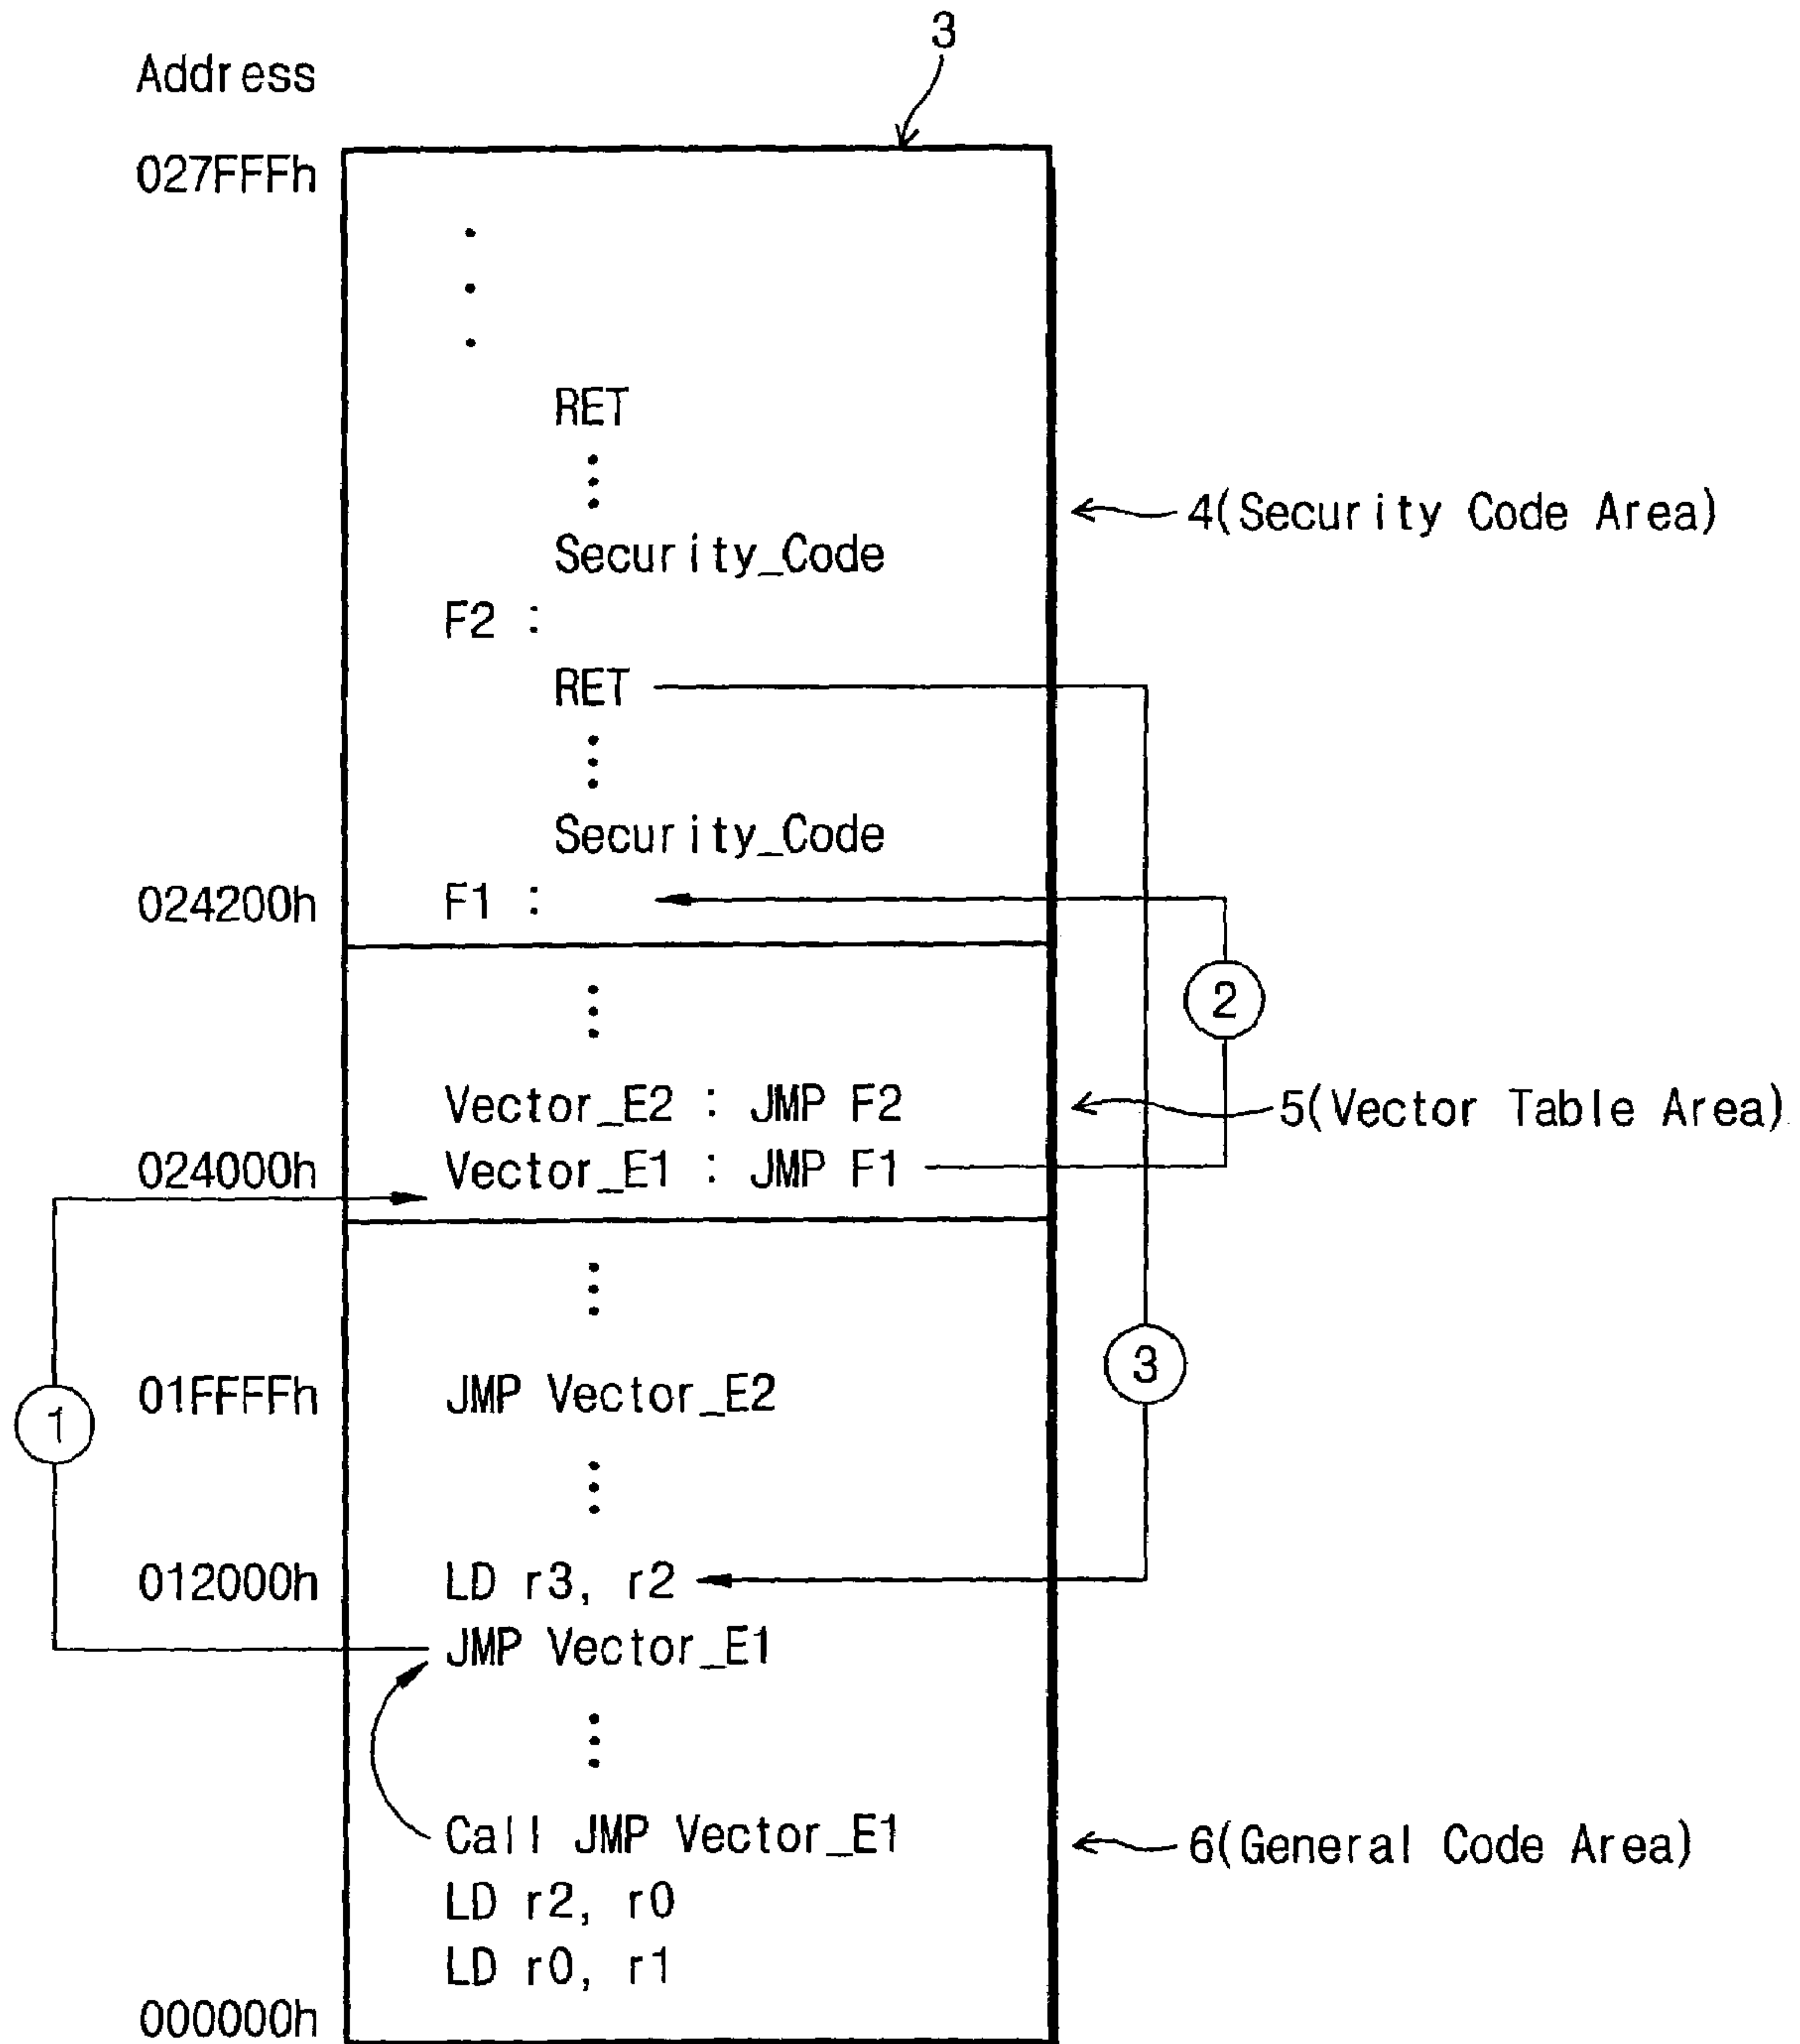 3
Address
027FFFh
.
.
.
RET
⋮
4(Security Code Area)
Security_Code
F2 :
RET
⋮
Security_Code
024200h F1 :
⋮
2
Vector_E2 : JMP F2
5(Vector Table Area)
024000h Vector_E1 : JMP F1
⋮
3
1
01FFFFh JMP Vector_E2
⋮
012000h LD r3, r2
JMP Vector_E1
⋮
Call JMP Vector_E1
6(General Code Area)
LD r2, r0
LD r0, r1
000000h